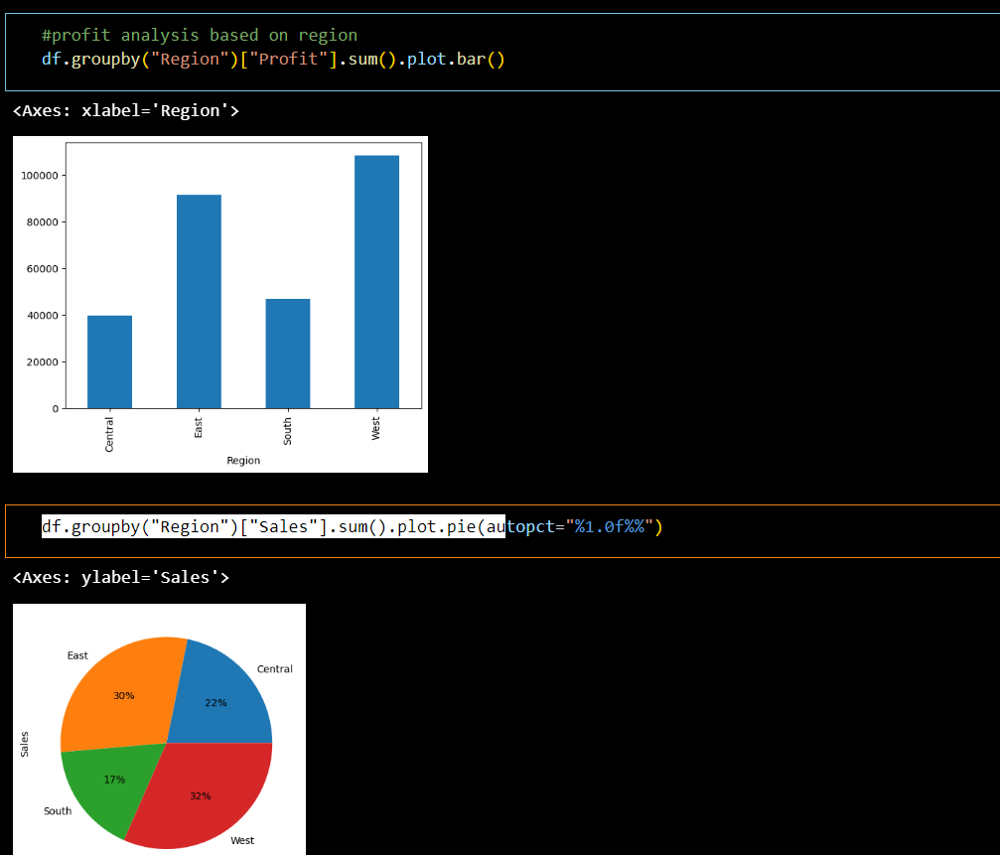 #profit analysis based on region
df.groupby("Region")["Profit"].sum().plot.bar()
<Axes: xlabel='Region'>
100000
80000
60000
40000
20000
0
Central
East
South
West
Region
df.groupby("Region")["Sales"].sum().plot.pie(autopct="%1.0f%%")
<Axes: ylabel='Sales'>
East
Central
30%
22%
Sales
17%
32%
South
West